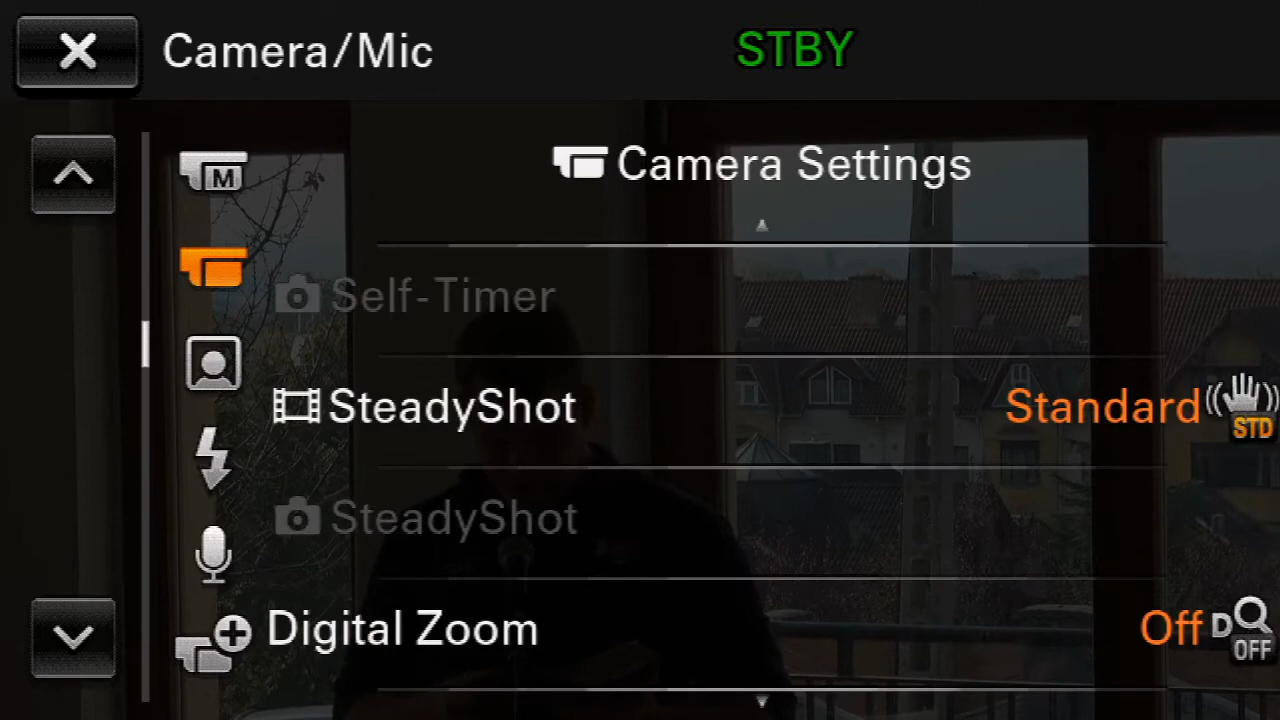 Camera/Mic
STBY
M
Camera Settings
Self-Timer
SteadyShot
Standard
STD
SteadyShot
Digital Zoom
Off
D
OFF